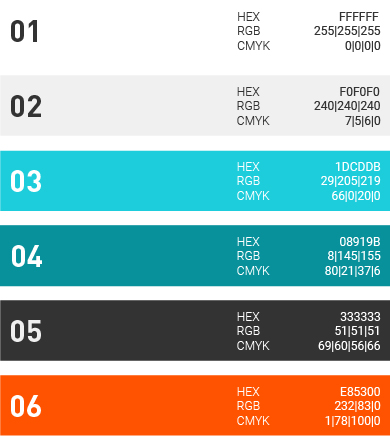 01
HEX FFFFFF
RGB 255|255|255
CMYK 0|0|0|0
02
HEX F0F0F0
RGB 240|240|240
CMYK 7|5|6|0
03
HEX 1DCDDB
RGB 29|205|219
CMYK 66|0|20|0
04
HEX 08919B
RGB 8|145|155
CMYK 80|21|37|6
05
HEX 333333
RGB 51|51|51
CMYK 69|60|56|66
06
HEX E85300
RGB 232|83|0
CMYK 1|78|100|0